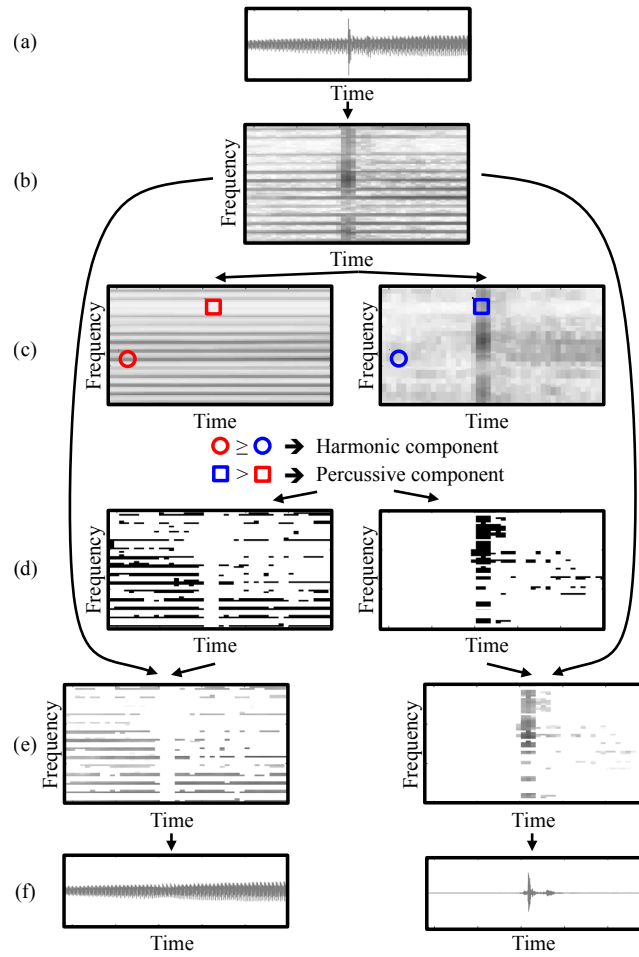 (a)
Time
(b)
Frequency
Time
(c)
Frequency
Frequency
Time
Time
≥ ➔ Harmonic component
> ➔ Percussive component
(d)
Frequency
Frequency
Time
Time
(e)
Frequency
Frequency
Time
Time
(f)
Time
Time